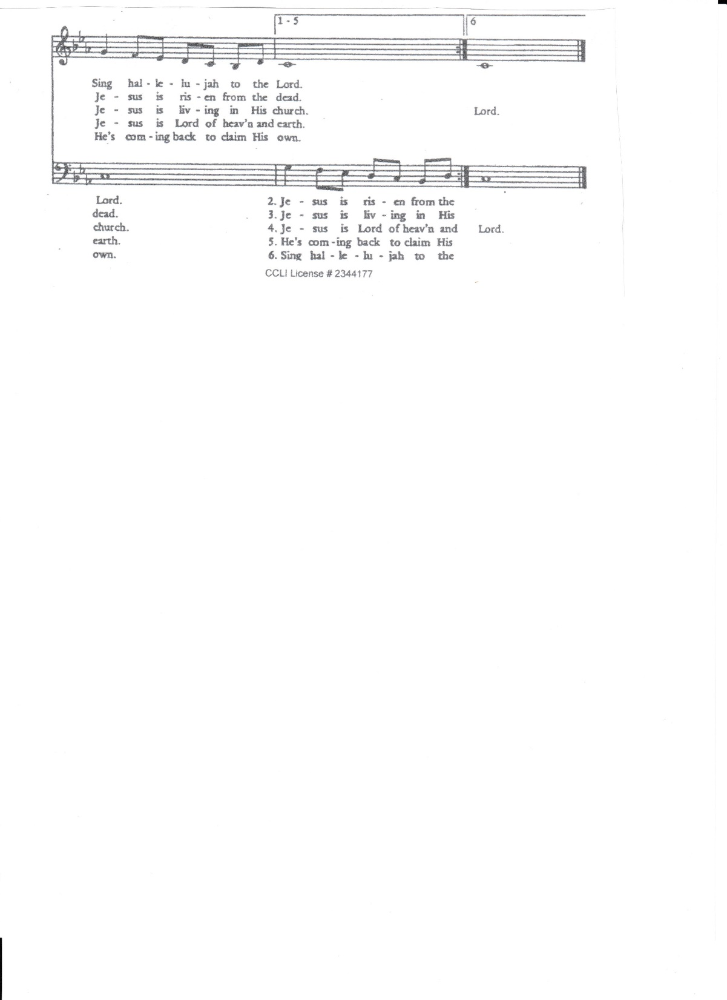 1 - 5
6
Sing hal - le - lu - jah to the Lord.
Je - sus is ris - en from the dead.
Je - sus is liv - ing in His church. Lord.
Je - sus is Lord of heav'n and earth.
He's com - ing back to claim His own.
Lord. 2. Je - sus is ris - en from the
dead. 3. Je - sus is liv - ing in His
church. 4. Je - sus is Lord of heav'n and Lord.
earth. 5. He's com - ing back to claim His
own. 6. Sing hal - le - lu - jah to the
CCLI License # 2344177